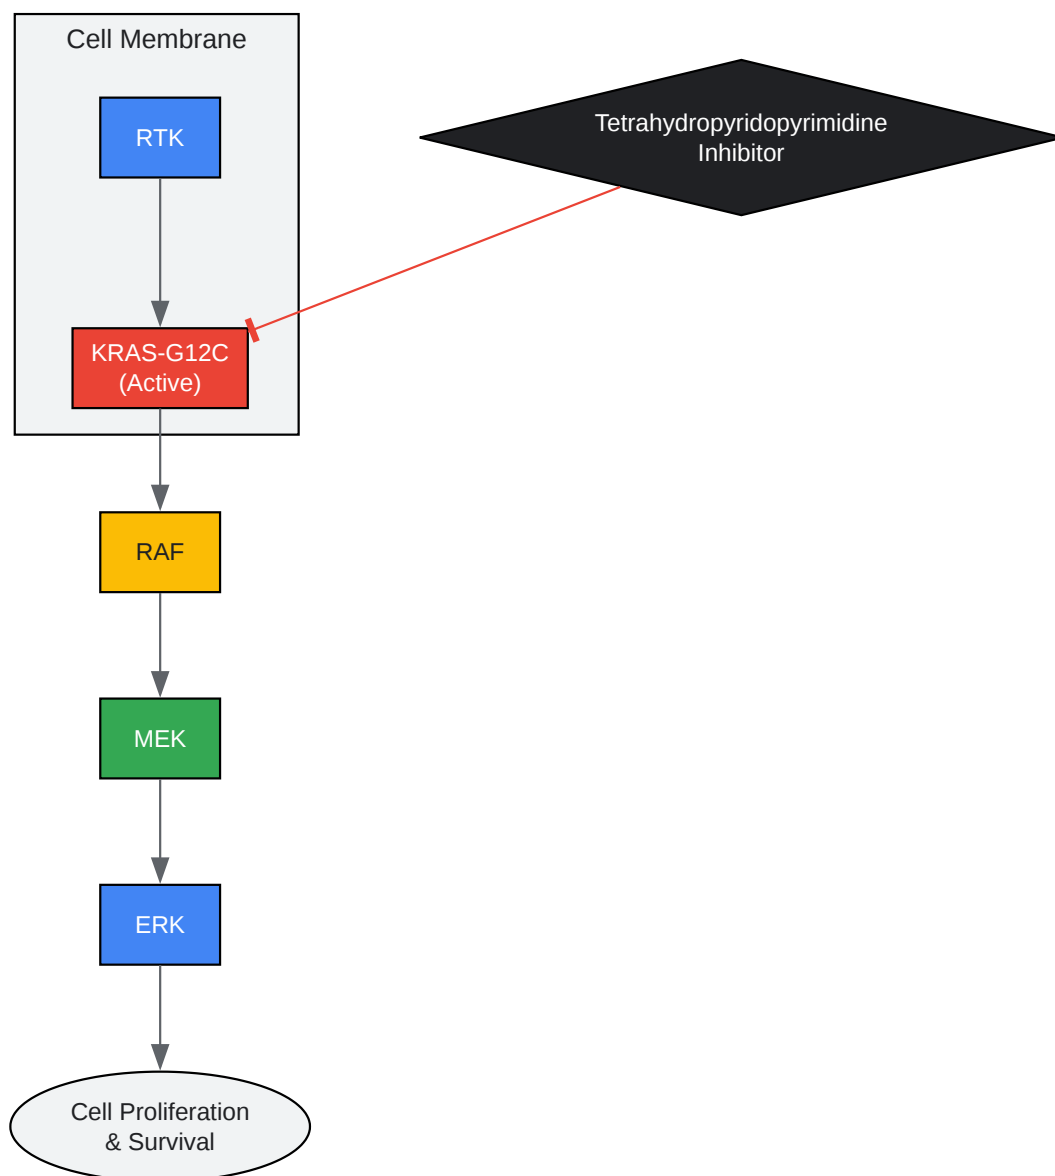 Cell Membrane
RTK
Tetrahydropyridopyrimidine
Inhibitor
KRAS-G12C
(Active)
RAF
MEK
ERK
Cell Proliferation
& Survival